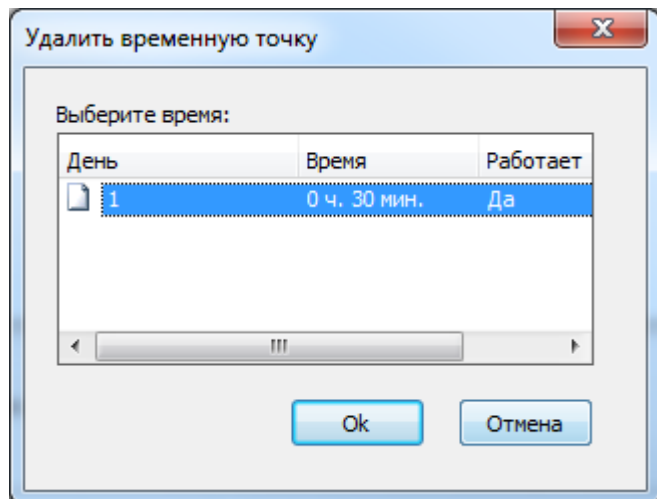 Удалить временную точку
Выберите время:
День Время Работает
1 0 ч. 30 мин. Да
Ok Отмена